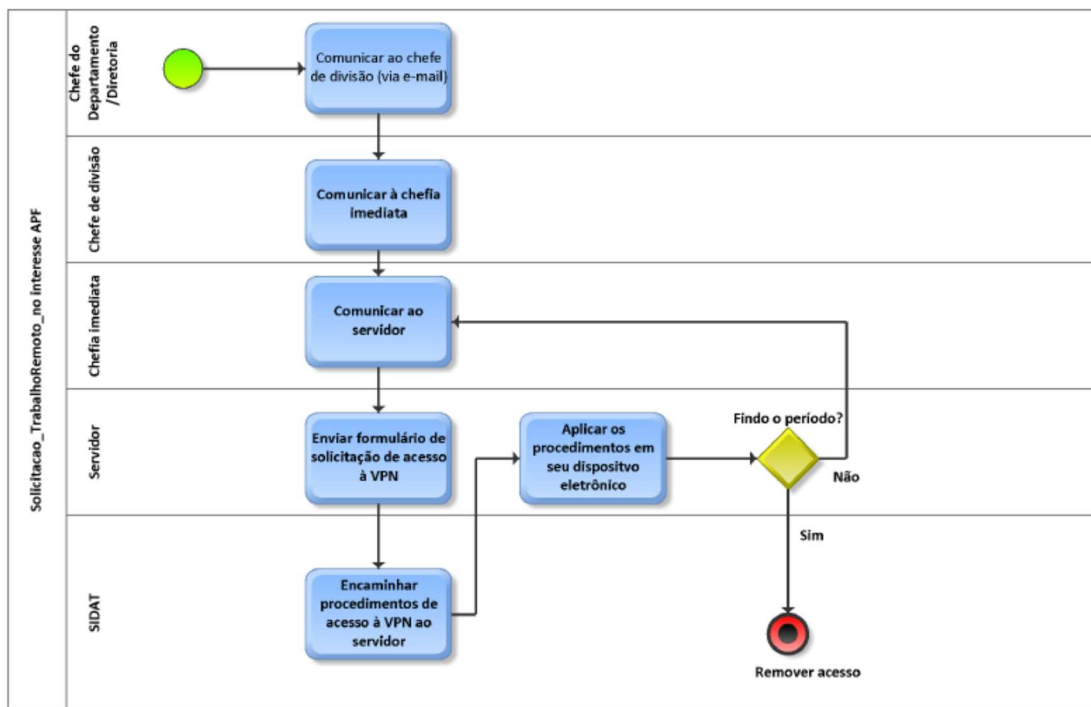 Solicitacao_TrabalhoRemoto_no interesse APF
Chefe do
Departamento
/Diretoria
Comunicar ao chefe
de divisão (via e-mail)
Chefe de divisão
Comunicar à chefia
imediata
Chefia imediata
Comunicar ao
servidor
Servidor
Enviar formulário de
solicitação de acesso
à VPN
Aplicar os
procedimentos em
seu dispositvo
eletrônico
Findo o período?
Não
Sim
SIDAT
Encaminhar
procedimentos de
acesso à VPN ao
servidor
Remover acesso